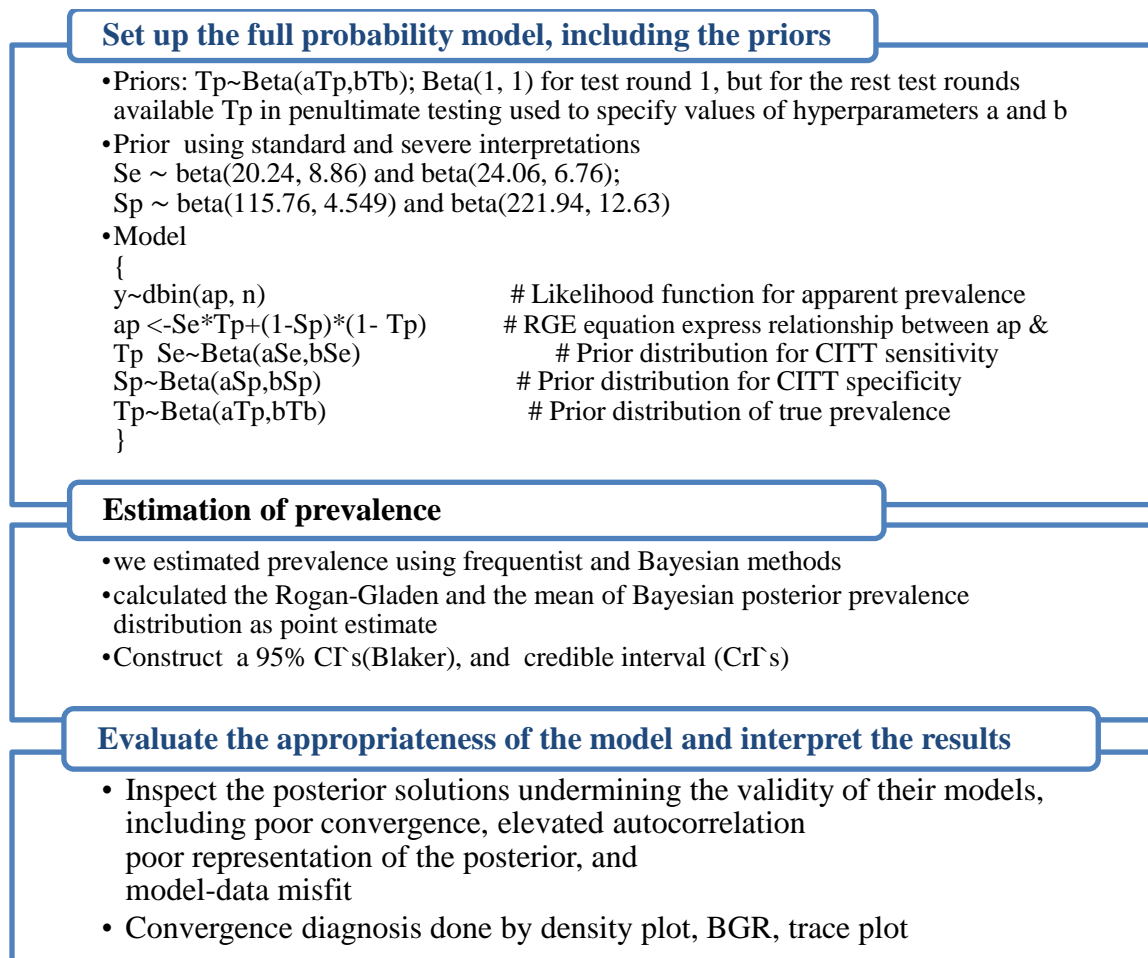 Set up the full probability model, including the priors
•Priors: Tp~Beta(aTp,bTb); Beta(1, 1) for test round 1, but for the rest test rounds
available Tp in penultimate testing used to specify values of hyperparameters a and b
•Prior using standard and severe interpretations
Se ∼ beta(20.24, 8.86) and beta(24.06, 6.76);
Sp ∼ beta(115.76, 4.549) and beta(221.94, 12.63)
•Model
{
y~dbin(ap, n) # Likelihood function for apparent prevalence
ap <-Se*Tp+(1-Sp)*(1- Tp) # RGE equation express relationship between ap &
Tp Se~Beta(aSe,bSe) # Prior distribution for CITT sensitivity
Sp~Beta(aSp,bSp) # Prior distribution for CITT specificity
Tp~Beta(aTp,bTb) # Prior distribution of true prevalence
}
Estimation of prevalence
•we estimated prevalence using frequentist and Bayesian methods
•calculated the Rogan-Gladen and the mean of Bayesian posterior prevalence
distribution as point estimate
•Construct a 95% CI`s(Blaker), and credible interval (CrI`s)
Evaluate the appropriateness of the model and interpret the results
• Inspect the posterior solutions undermining the validity of their models,
including poor convergence, elevated autocorrelation
poor representation of the posterior, and
model-data misfit
• Convergence diagnosis done by density plot, BGR, trace plot